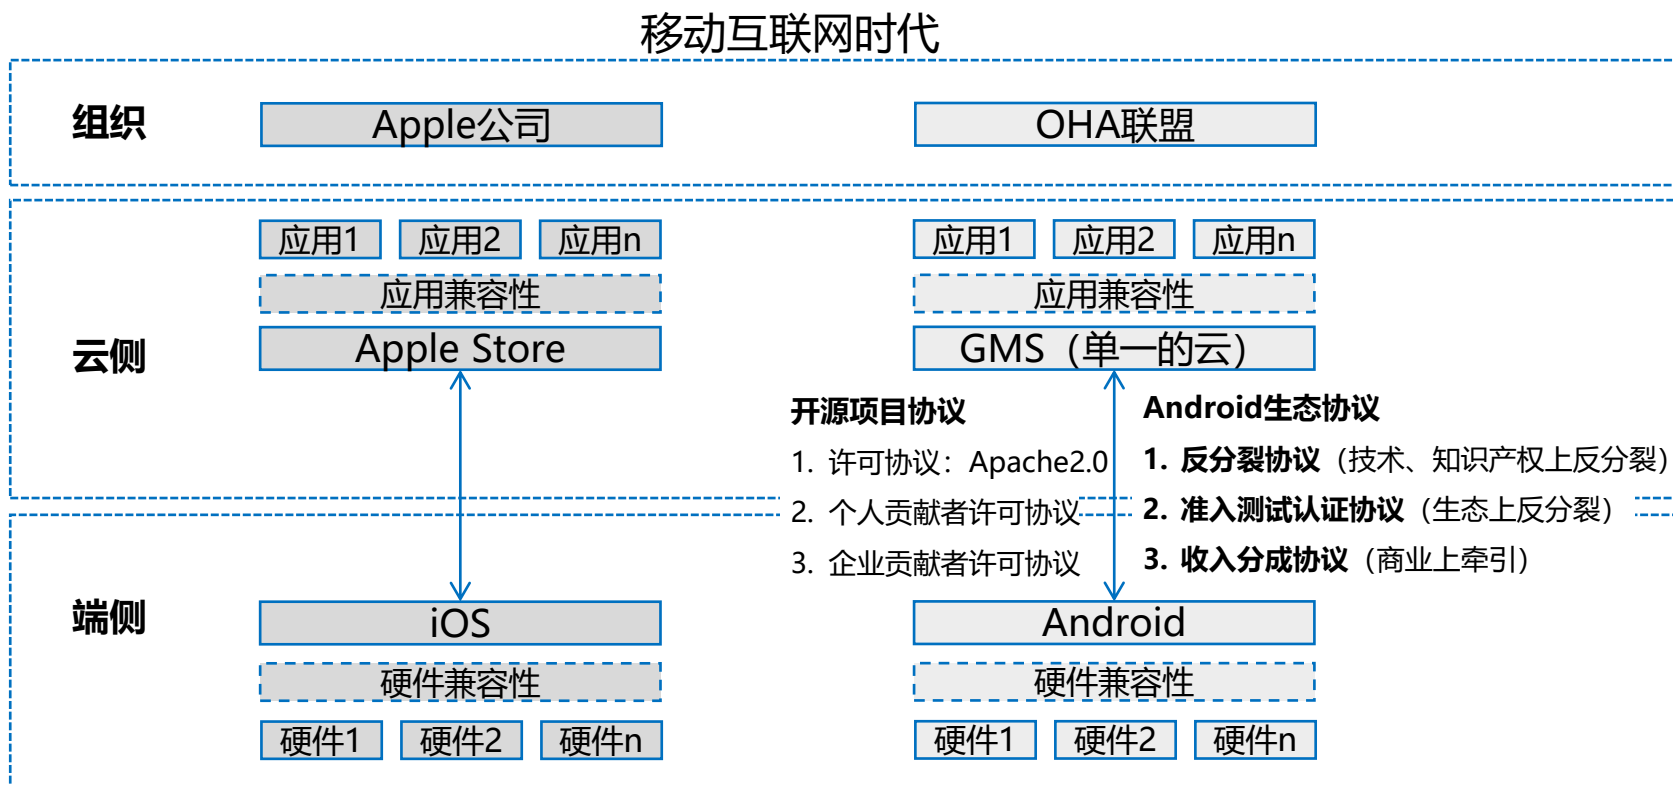 移动互联网时代
组织
Apple公司
OHA联盟
云侧
应用1 应用2 应用n
应用兼容性
Apple Store
应用1 应用2 应用n
应用兼容性
GMS（单一的云）
开源项目协议
1. 许可协议：Apache2.0
2. 个人贡献者许可协议
3. 企业贡献者许可协议
Android生态协议
1. 反分裂协议（技术、知识产权上反分裂）
2. 准入测试认证协议（生态上反分裂）
3. 收入分成协议（商业上牵引）
端侧
iOS
硬件兼容性
硬件1 硬件2 硬件n
Android
硬件兼容性
硬件1 硬件2 硬件n